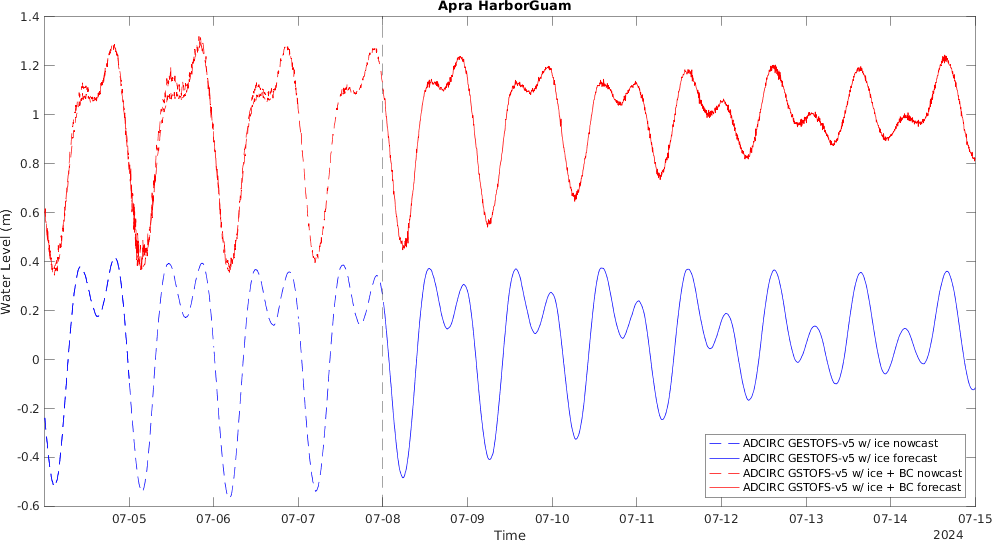 Apra HarborGuam
1.4
1.2
1
0.8
0.6
0.4
0.2
0
-0.2
-0.4
-0.6
Water Level (m)
ADCIRC GESTOFS-v5 w/ ice nowcast
ADCIRC GESTOFS-v5 w/ ice forecast
ADCIRC GSTOFS-v5 w/ ice + BC nowcast
ADCIRC GSTOFS-v5 w/ ice + BC forecast
07-05 07-06 07-07 07-08 07-09 07-10 07-11 07-12 07-13 07-14 07-15
Time
2024